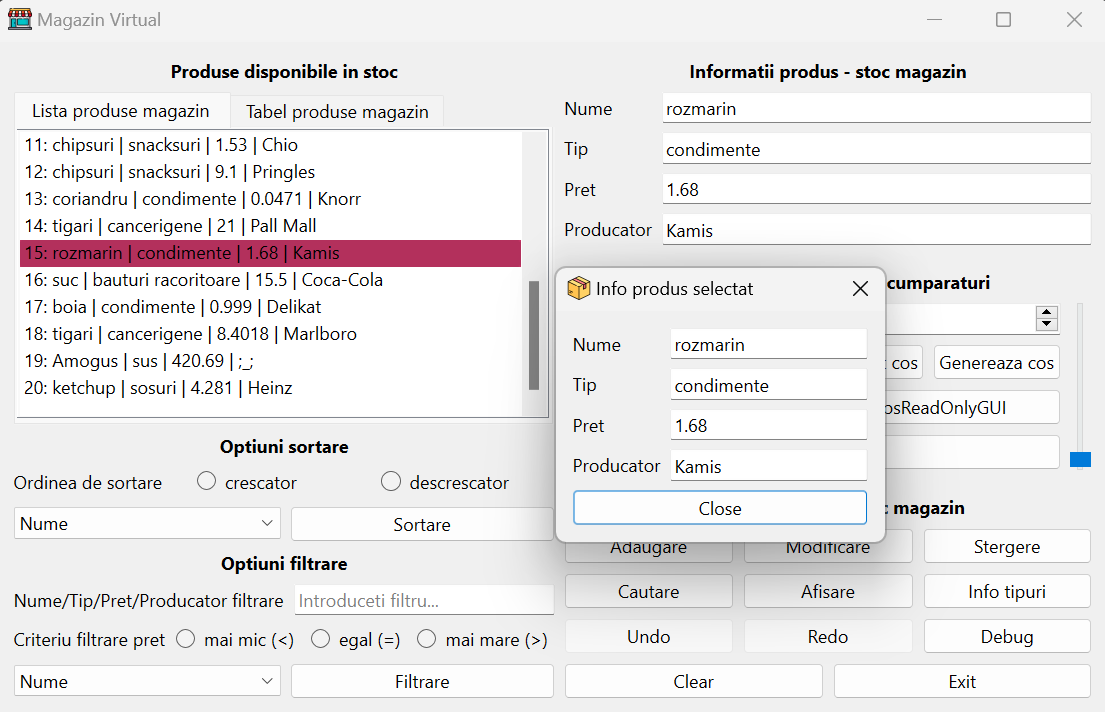 Magazin Virtual
Produse disponibile in stoc
Lista produse magazin
Tabel produse magazin
11: chipsuri | snacksuri | 1.53 | Chio
12: chipsuri | snacksuri | 9.1 | Pringles
13: coriandru | condimente | 0.0471 | Knorr
14: tigari | cancerigene | 21 | Pall Mall
15: rozmarin | condimente | 1.68 | Kamis
16: suc | bauturi racoritoare | 15.5 | Coca-Cola
17: boia | condimente | 0.999 | Delikat
18: tigari | cancerigene | 8.4018 | Marlboro
19: Amogus | sus | 420.69 | ;_;
20: ketchup | sosuri | 4.281 | Heinz
Optiuni sortare
Ordinea de sortare
crescator
descrescator
Nume
Sortare
Optiuni filtrare
Nume/Tip/Pret/Producator filtrare
Introduceti filtru...
Criteriu filtrare pret
mai mic (<)
egal (=)
mai mare (>)
Nume
Filtrare
Informatii produs - stoc magazin
Nume
rozmarin
Tip
condimente
Pret
1.68
Producator
Kamis
cumparaturi
cos
Genereaza cos
osReadOnlyGUI
Info produs selectat
Nume
rozmarin
Tip
condimente
Pret
1.68
Producator
Kamis
Close
magazin
Adaugare
Modificare
Stergere
Cautare
Afisare
Info tipuri
Undo
Redo
Debug
Clear
Exit